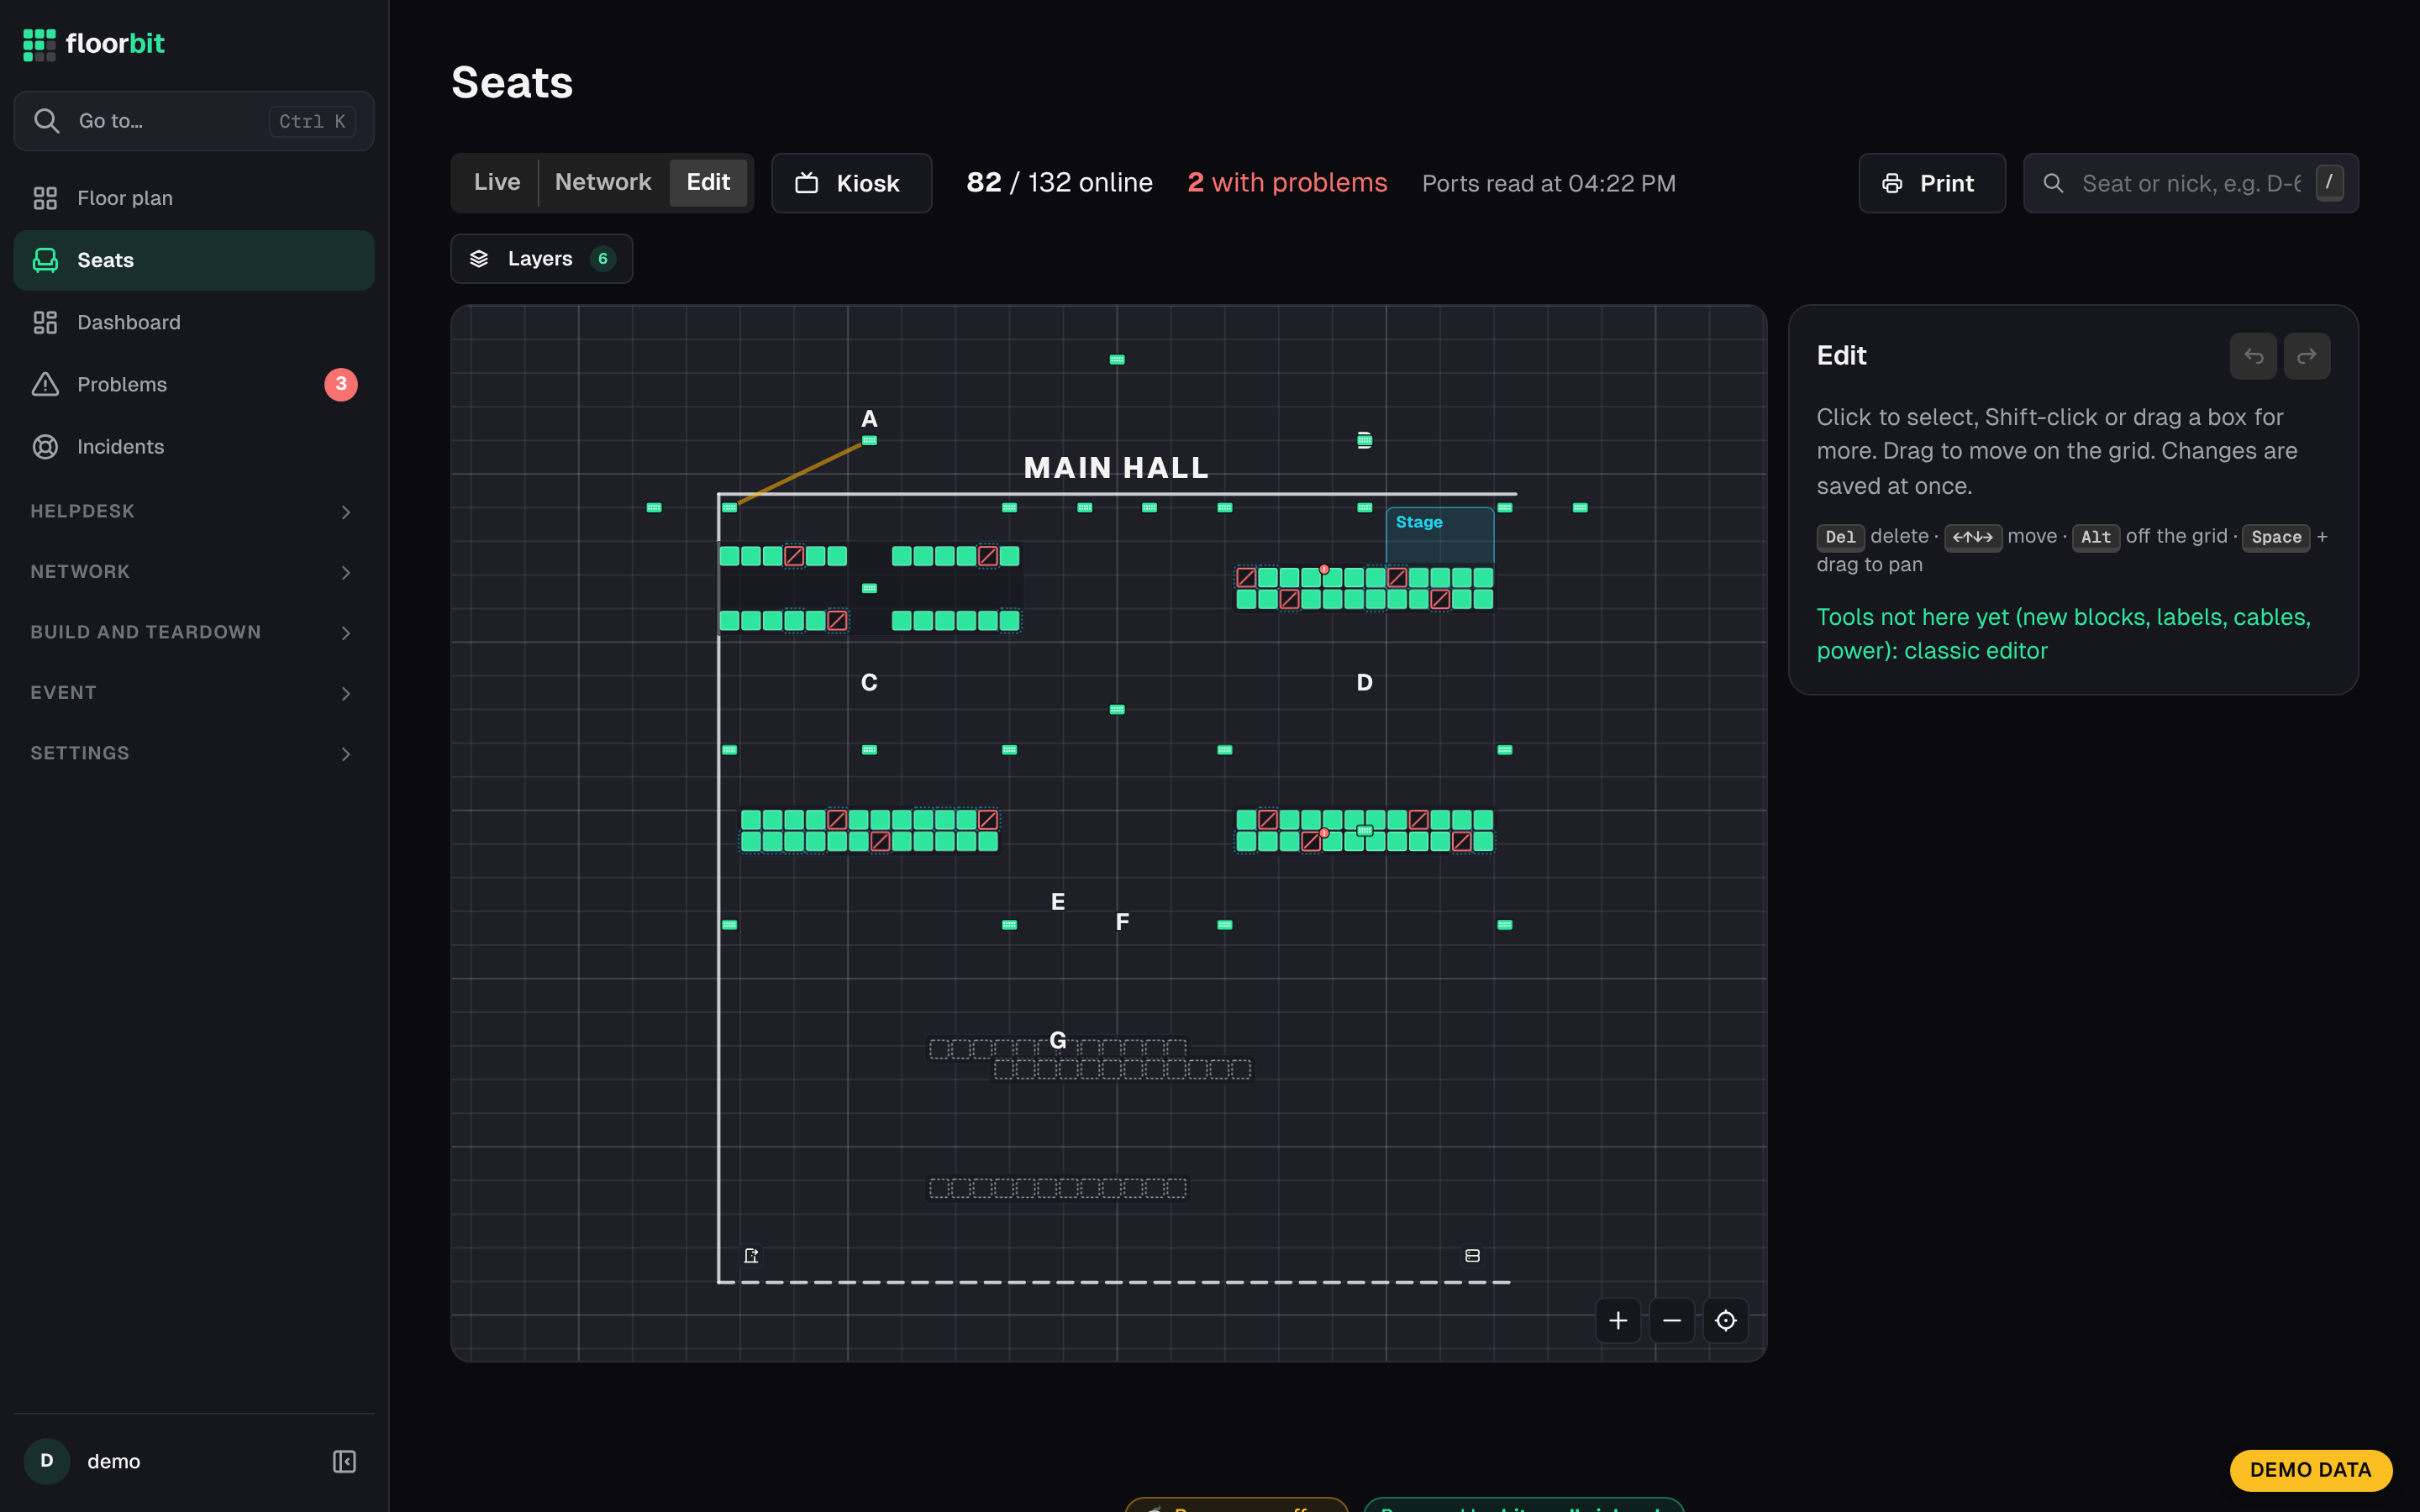 floorbit
Go to…
Ctrl K
Floor plan
Seats
Dashboard
Problems
3
Incidents
HELPDESK
NETWORK
BUILD AND TEARDOWN
EVENT
SETTINGS
D
demo
Seats
Live
Network
Edit
Kiosk
82 / 132 online
2 with problems
Ports read at 04:22 PM
Print
Seat or nick, e.g. D-6
/
Layers
6
A
MAIN HALL
Stage
C
D
E
F
G
Edit
Click to select, Shift-click or drag a box for
more. Drag to move on the grid. Changes are
saved at once.
Del delete · ←↑↓→ move · Alt off the grid · Space +
drag to pan
Tools not here yet (new blocks, labels, cables,
power): classic editor
DEMO DATA